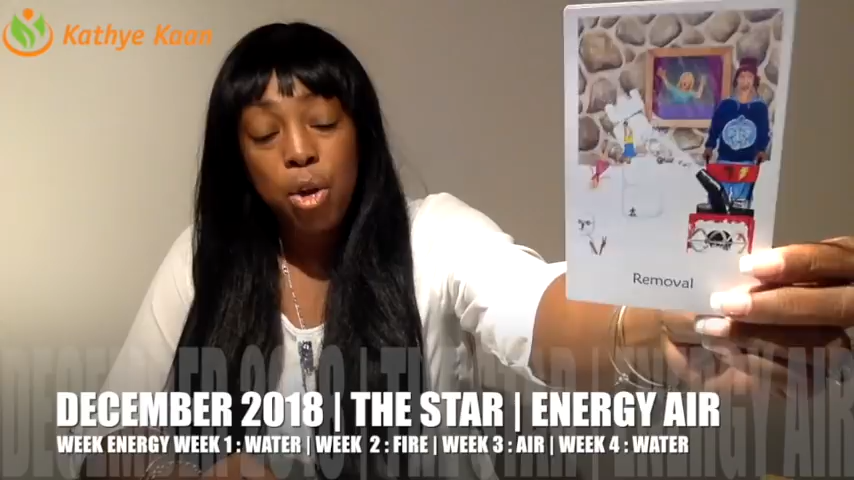 Kathye Koan
Removal
DECEMBER 2018 | THE STAR | ENERGY AIR
WEEK ENERGY WEEK 1 : WATER | WEEK 2 : FIRE | WEEK 3 : AIR | WEEK 4 : WATER